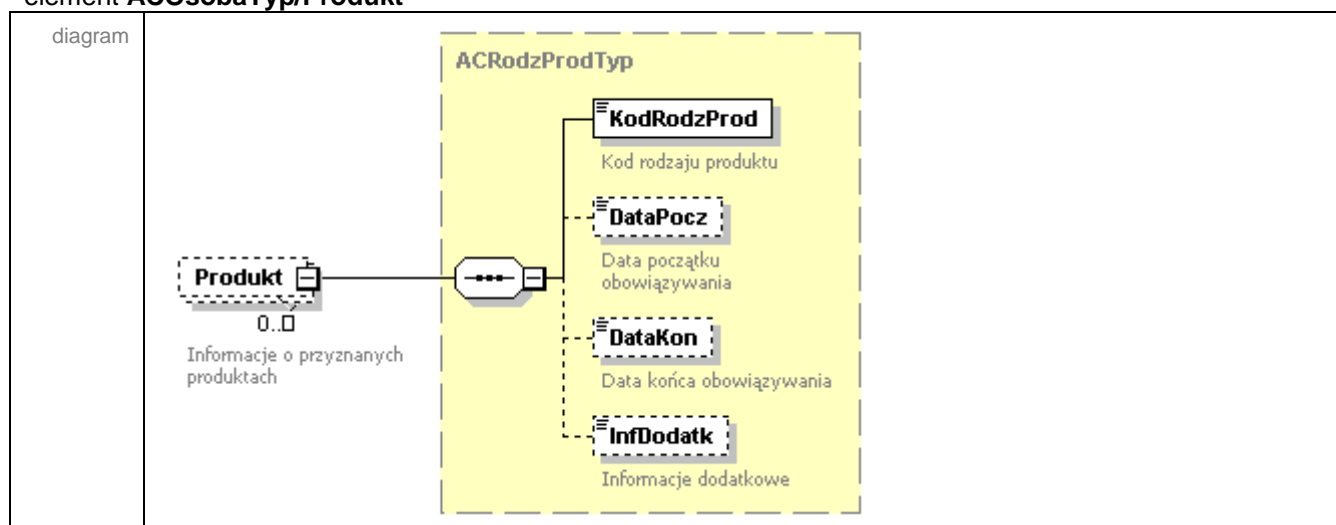 element ACOsobaTyp/Produkt
diagram
ACRodzProdTyp
KodRodzProd
Kod rodzaju produktu
DataPocz
Data początku
obowiązywania
Produkt
0..
Informacje o przyznanych
produktach
DataKon
Data końca obowiązywania
InfDodatk
Informacje dodatkowe